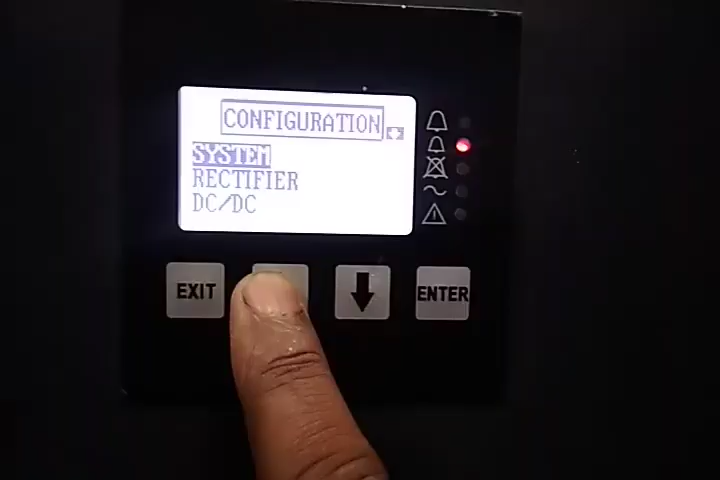 CONFIGURATION
SYSTEM
RECTIFIER
DC/DC
EXIT
ENTER